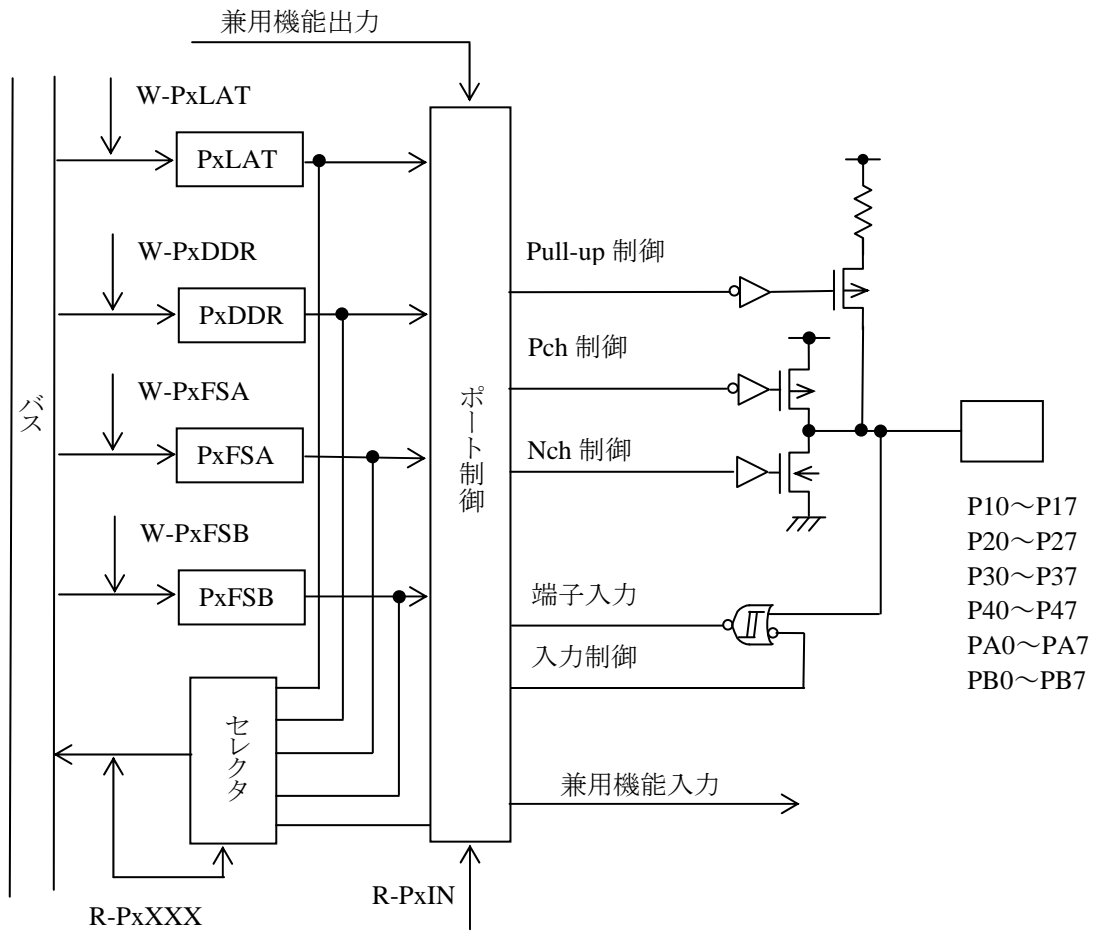 兼用機能出力
W-PxLAT
PxLAT
W-PxDDR
PxDDR
W-PxFSA
PxFSA
W-PxFSB
PxFSB
バス
セレクタ
R-PxXXX
ポート制御
R-PxIN
Pull-up 制御
Pch 制御
Nch 制御
端子入力
入力制御
兼用機能入力
P10～P17
P20～P27
P30～P37
P40～P47
PA0～PA7
PB0～PB7